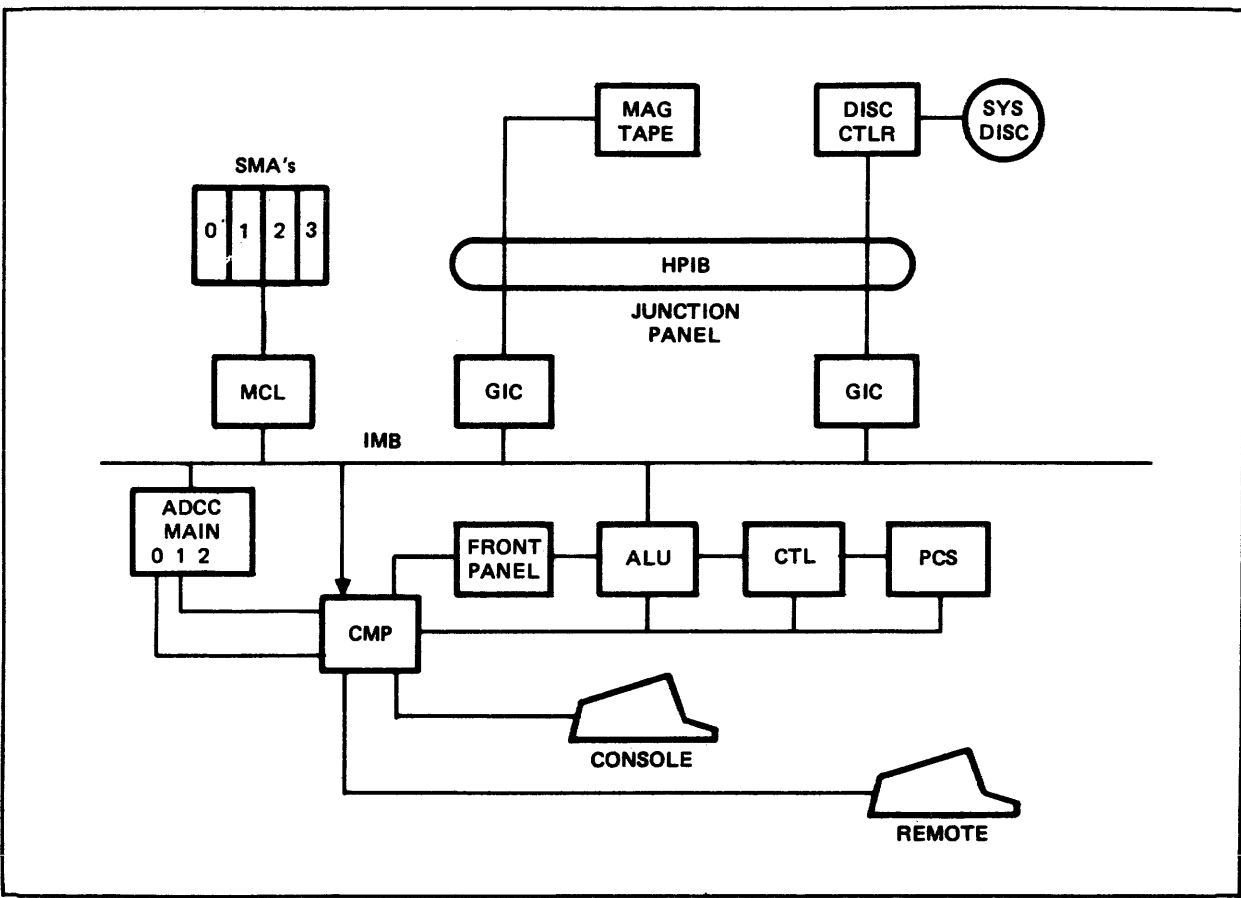 MAG
TAPE
DISC
CTLR
SYS
DISC
SMA's
0 1 2 3
HPIB
JUNCTION
PANEL
MCL
GIC
GIC
IMB
ADCC
MAIN
0 1 2
FRONT
PANEL
ALU
CTL
PCS
CMP
CONSOLE
REMOTE